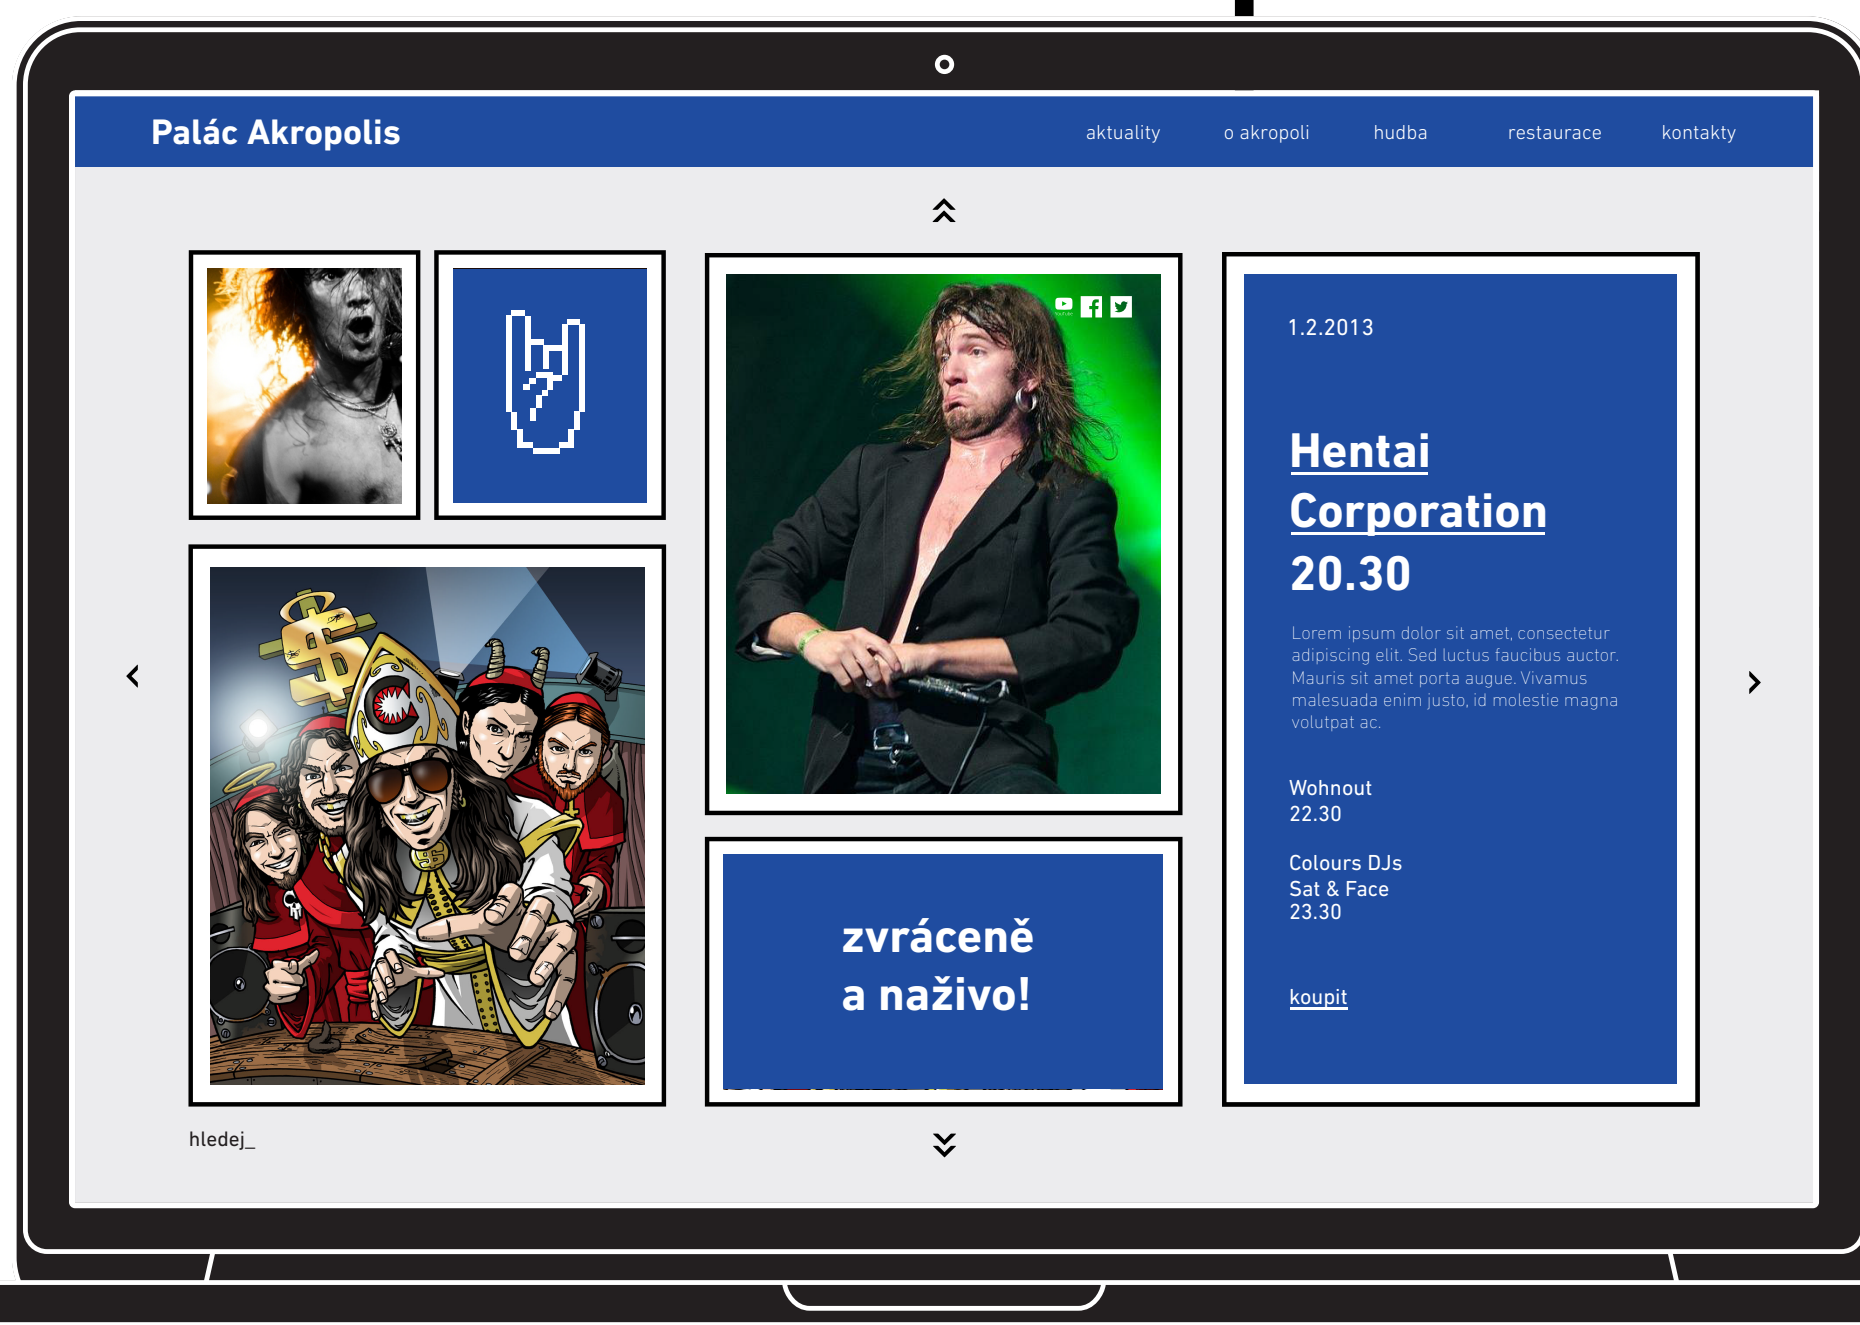 Palác Akropolis
aktuality
o akropoli
hudba
restaurace
kontakty
1.2.2013
Hentai
Corporation
20.30
Lorem ipsum dolor sit amet, consectetur
adipiscing elit. Sed luctus faucibus auctor.
Mauris sit amet porta augue. Vivamus
malesuada enim justo, id molestie magna
volutpat ac.
Wohnout
22.30
Colours DJs
Sat & Face
23.30
koupit
zvráceně
a naživo!
hledej_